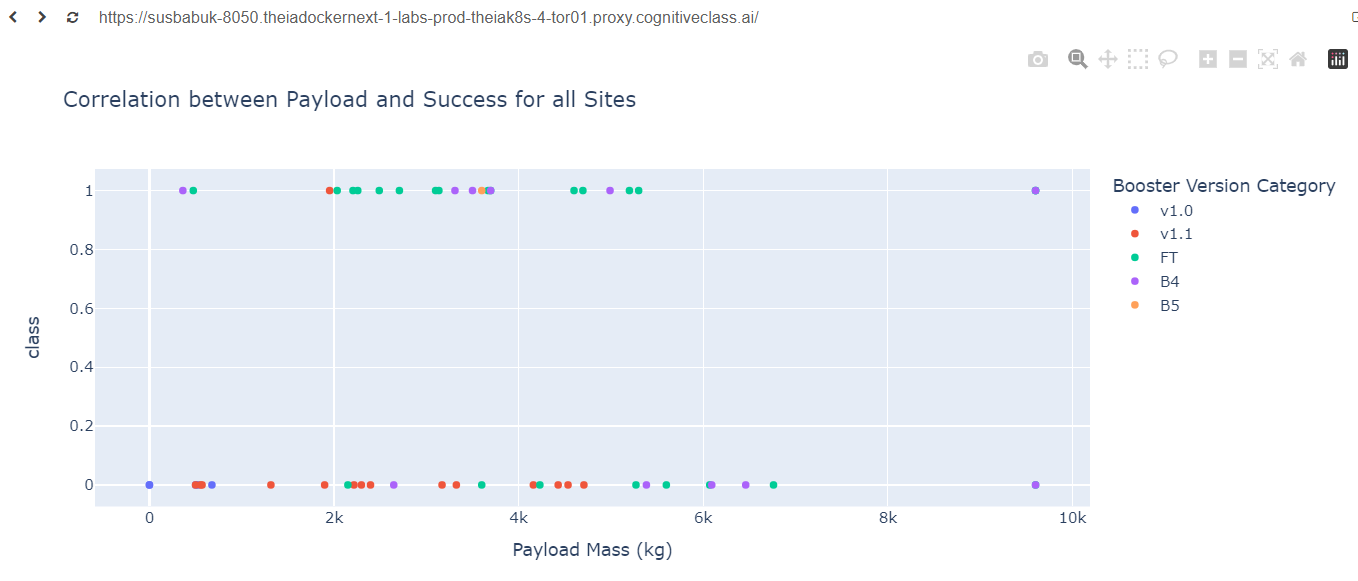 https://susbabuk-8050.theiadockernext-1-labs-prod-theiak8s-4-tor01.proxy.cognitiveclass.ai/
Correlation between Payload and Success for all Sites
1
0.8
0.6
0.4
0.2
0
class
0 2k 4k 6k 8k 10k
Payload Mass (kg)
Booster Version Category
v1.0
v1.1
FT
B4
B5